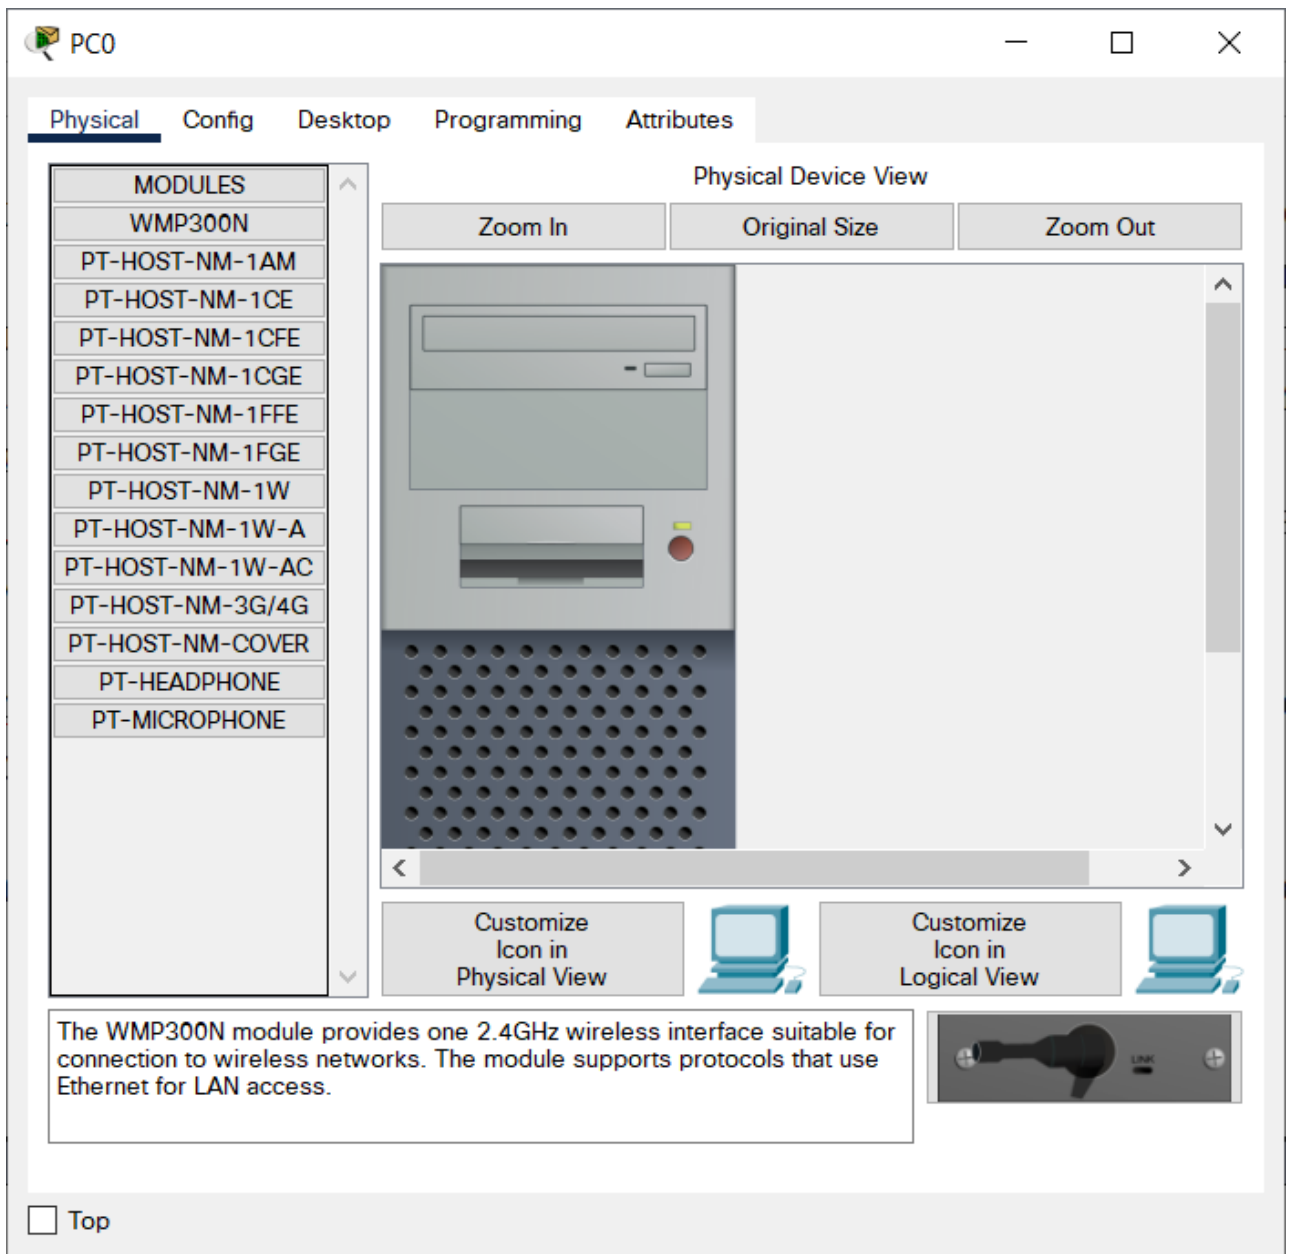 PC0
Physical Config Desktop Programming Attributes
MODULES
WMP300N
PT-HOST-NM-1AM
PT-HOST-NM-1CE
PT-HOST-NM-1CFE
PT-HOST-NM-1CGE
PT-HOST-NM-1FFE
PT-HOST-NM-1FGE
PT-HOST-NM-1W
PT-HOST-NM-1W-A
PT-HOST-NM-1W-AC
PT-HOST-NM-3G/4G
PT-HOST-NM-COVER
PT-HEADPHONE
PT-MICROPHONE
Physical Device View
Zoom In Original Size Zoom Out
Customize
Icon in
Physical View
Customize
Icon in
Logical View
The WMP300N module provides one 2.4GHz wireless interface suitable for
connection to wireless networks. The module supports protocols that use
Ethernet for LAN access.
LINK
Top